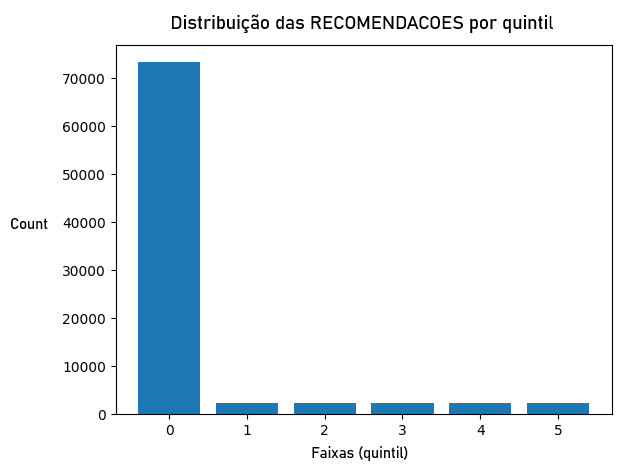 Distribuição das RECOMENDACOES por quintil
70000
60000
50000
Count
40000
30000
20000
10000
0
0 1 2 3 4 5
Faixas (quintil)